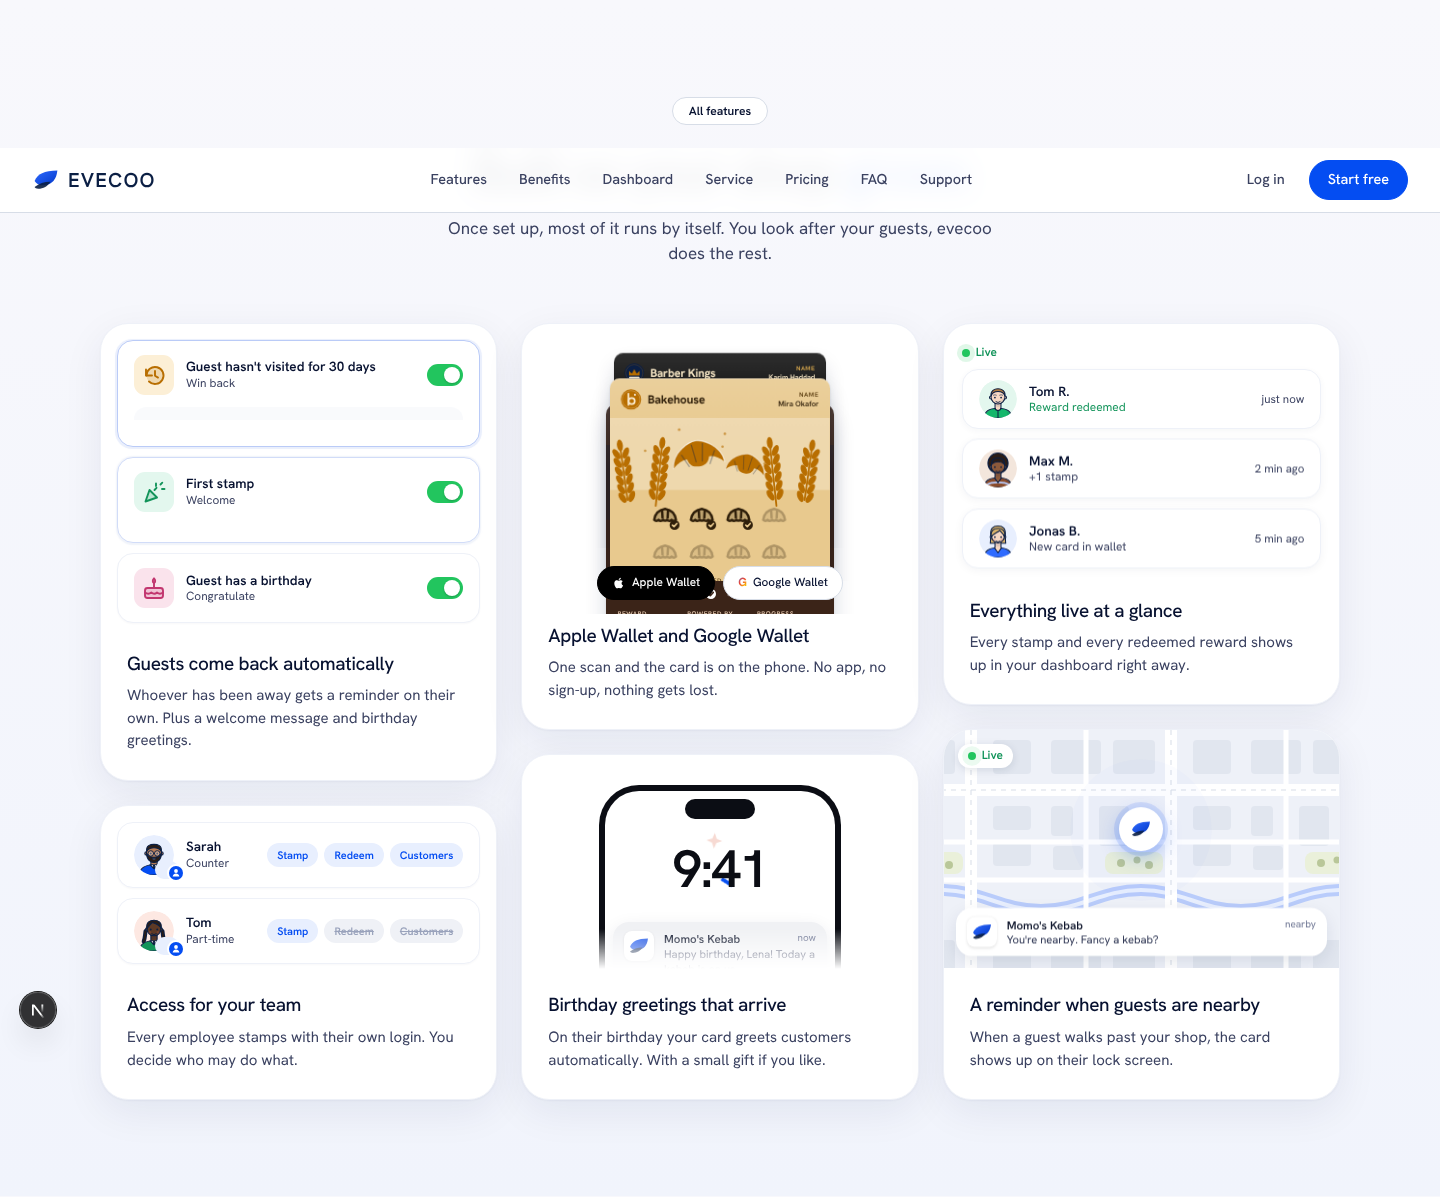 All features
EVECOO
Features
Benefits
Dashboard
Service
Pricing
FAQ
Support
Log in
Start free
Once set up, most of it runs by itself. You look after your guests, evecoo
does the rest.
Guest hasn't visited for 30 days
Win back
First stamp
Welcome
Guest has a birthday
Congratulate
Guests come back automatically
Whoever has been away gets a reminder on their
own. Plus a welcome message and birthday
greetings.
Barber Kings
NAME
Karim Haddad
Bakehouse
NAME
Mira Okafor
Apple Wallet
G Google Wallet
REWARD
POWERED BY
PROGRESS
Apple Wallet and Google Wallet
One scan and the card is on the phone. No app, no
sign-up, nothing gets lost.
Live
Tom R.
Reward redeemed
just now
Max M.
+1 stamp
2 min ago
Jonas B.
New card in wallet
5 min ago
Everything live at a glance
Every stamp and every redeemed reward shows
up in your dashboard right away.
Sarah
Counter
Stamp
Redeem
Customers
Tom
Part-time
Stamp
Redeem
Customers
Access for your team
Every employee stamps with their own login. You
decide who may do what.
9:41
Momo's Kebab
now
Happy birthday, Lena! Today a
Birthday greetings that arrive
On their birthday your card greets customers
automatically. With a small gift if you like.
Live
Momo's Kebab
nearby
You're nearby. Fancy a kebab?
A reminder when guests are nearby
When a guest walks past your shop, the card
shows up on their lock screen.
N